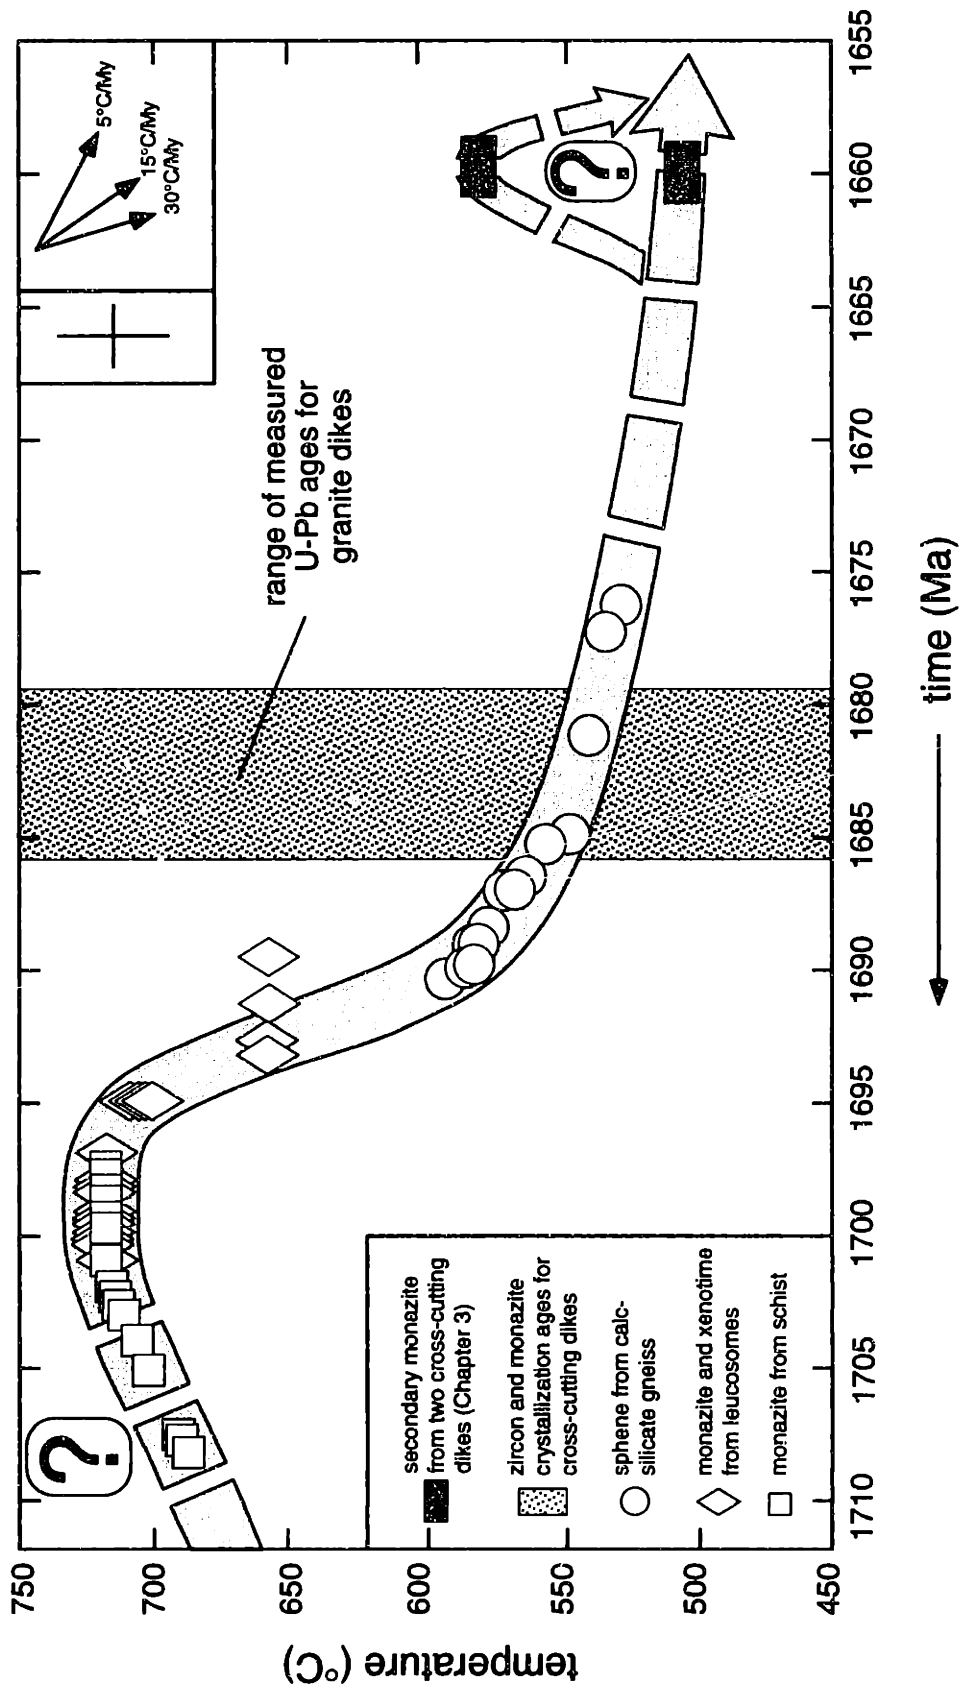 750
700
650
600
550
500
450
temperature (°C)
1710
1705
1700
1695
1690
1685
1680
1675
1670
1665
1660
1655
time (Ma)
?
secondary monazite
from two cross-cutting
dikes (Chapter 3)
zircon and monazite
crystallization ages for
cross-cutting dikes
sphene from calc-
silicate gneiss
monazite and xenotime
from leucosomes
monazite from schist
range of measured
U-Pb ages for
granite dikes
5°C/My
15°C/My
30°C/My
?